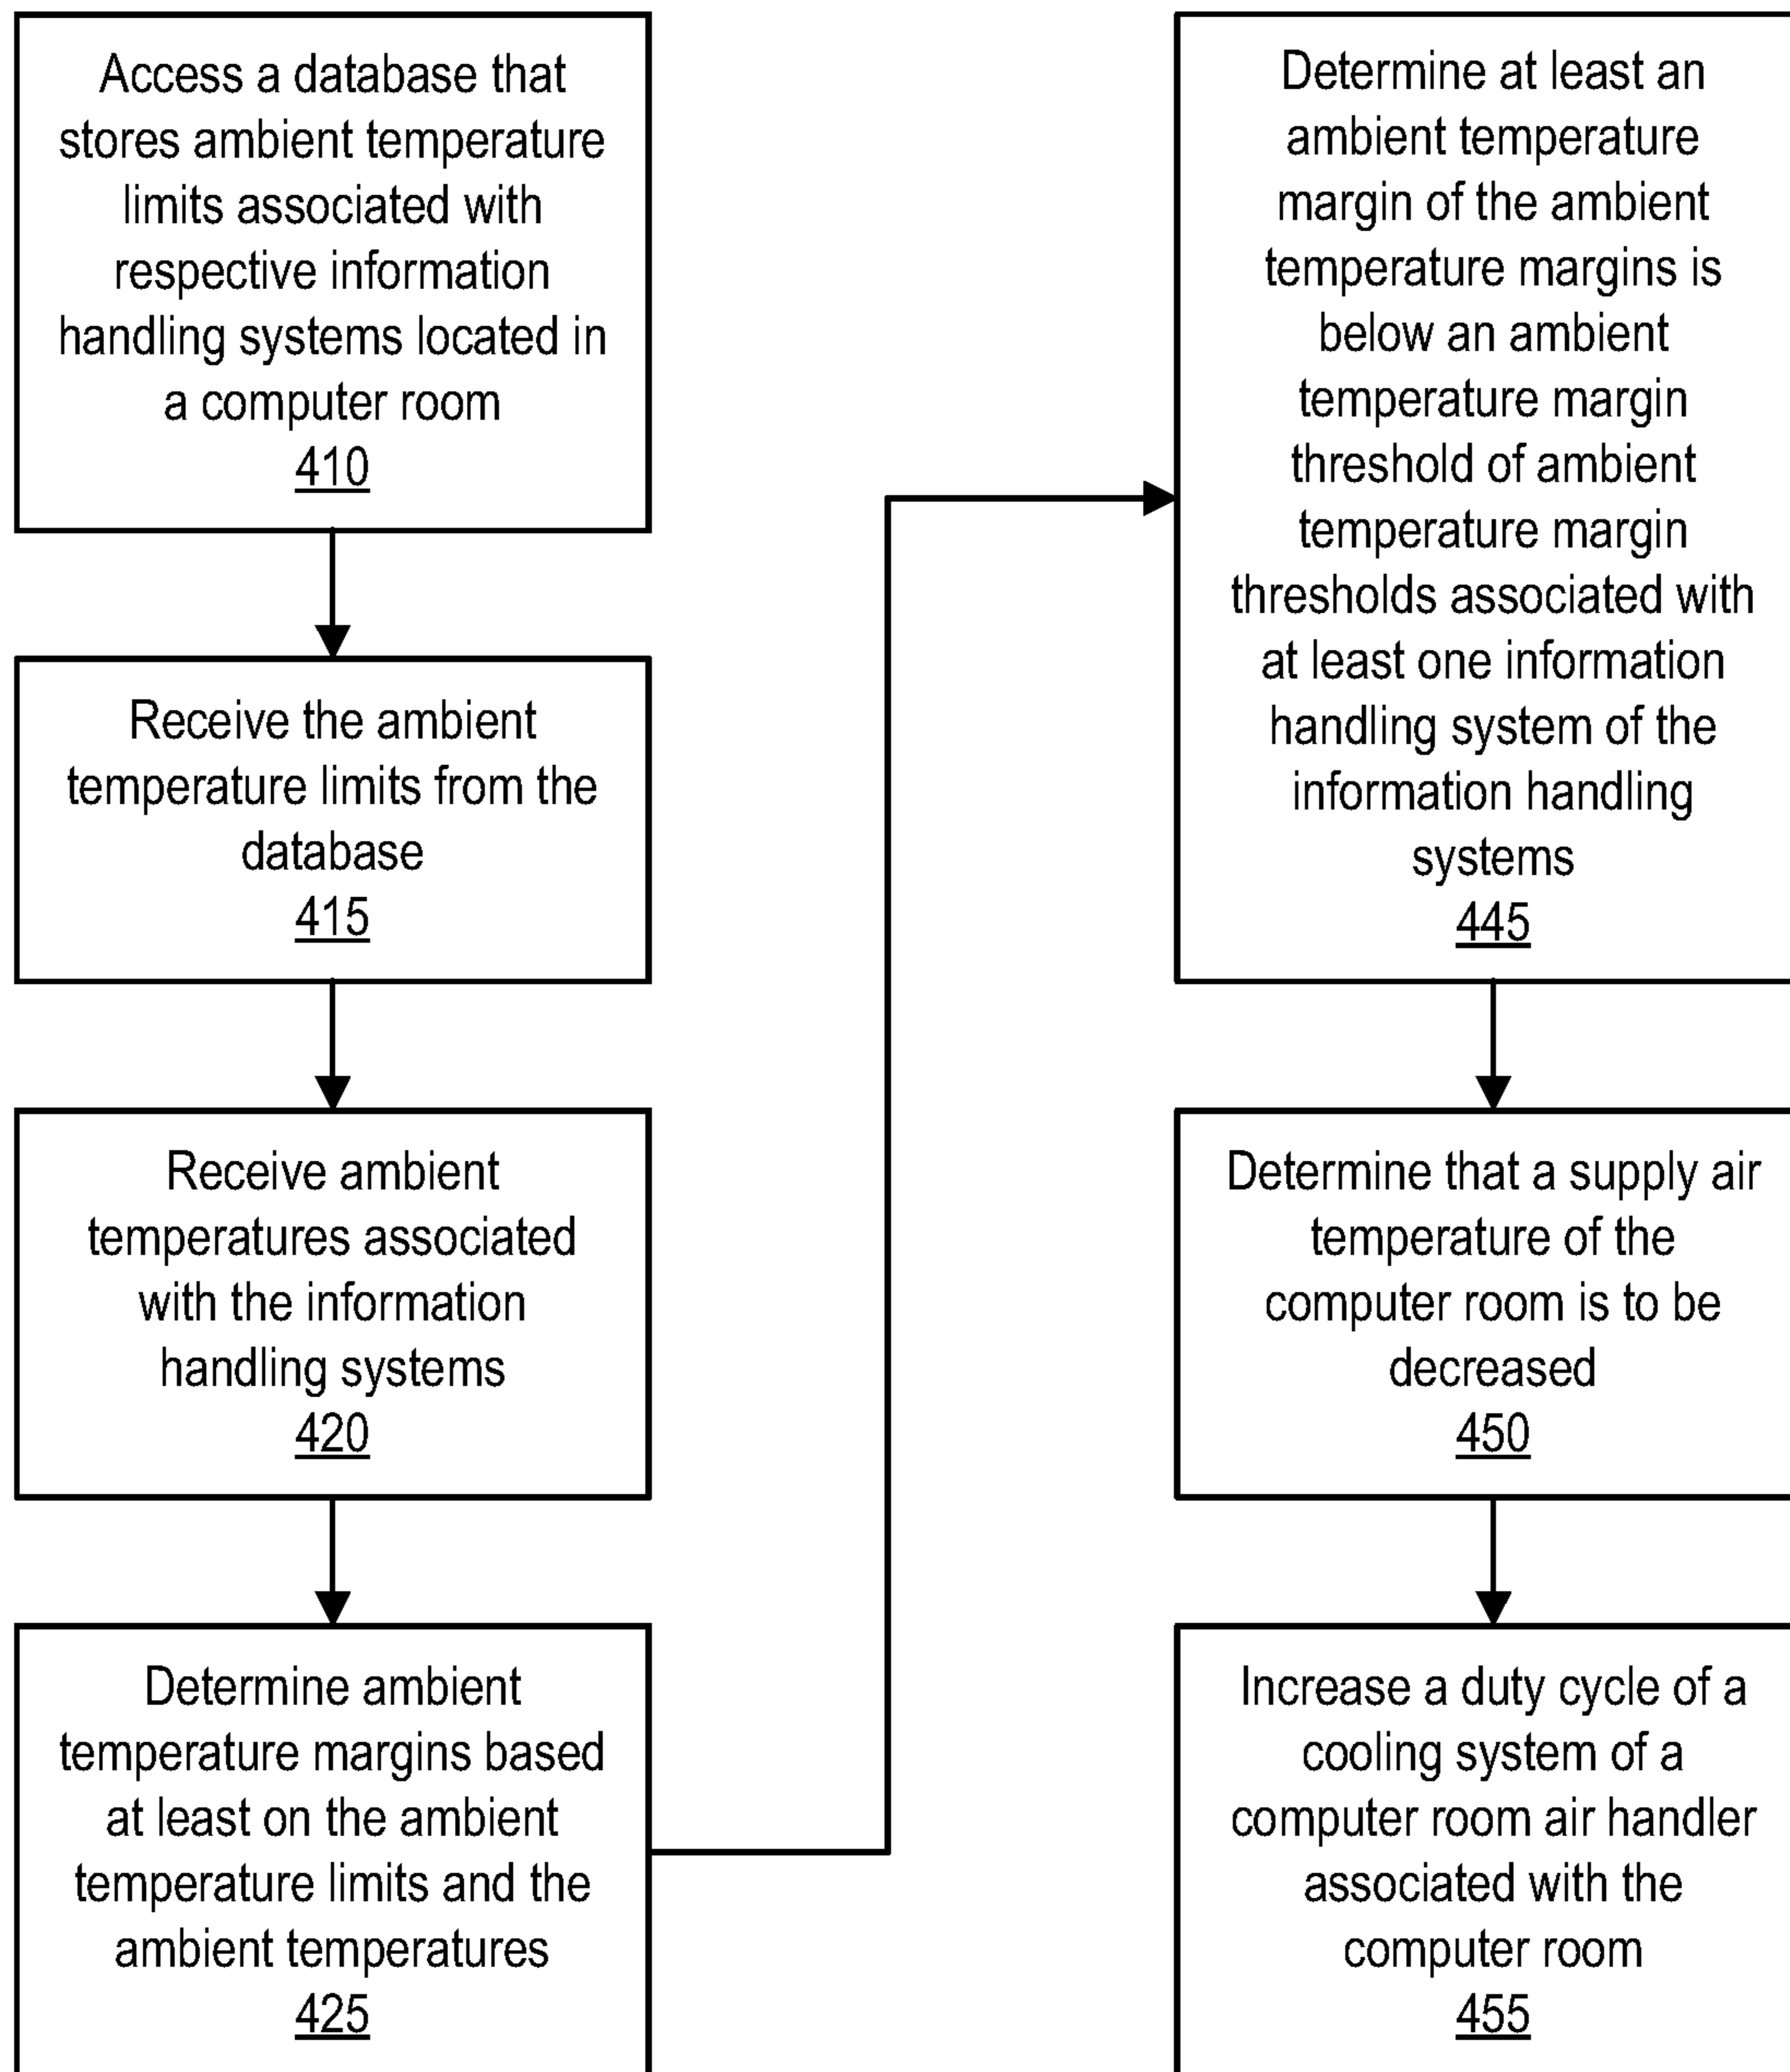 Access a database that
stores ambient temperature
limits associated with
respective information
handling systems located in
a computer room
410
Receive the ambient
temperature limits from the
database
415
Receive ambient
temperatures associated
with the information
handling systems
420
Determine ambient
temperature margins based
at least on the ambient
temperature limits and the
ambient temperatures
425
Determine at least an
ambient temperature
margin of the ambient
temperature margins is
below an ambient
temperature margin
threshold of ambient
temperature margin
thresholds associated with
at least one information
handling system of the
information handling
systems
445
Determine that a supply air
temperature of the
computer room is to be
decreased
450
Increase a duty cycle of a
cooling system of a
computer room air handler
associated with the
computer room
455